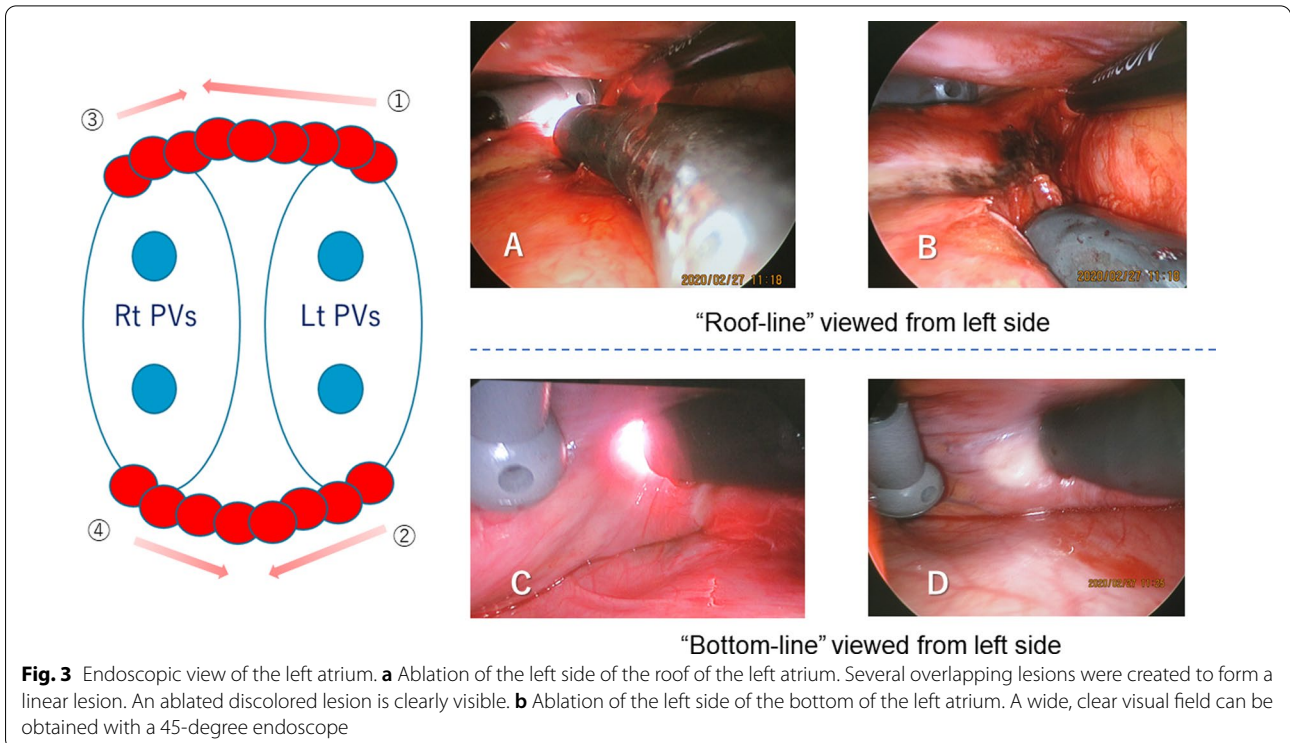 ③
①
Rt PVs
Lt PVs
④
②
A
2020/02/27 11:18
B
2020/02/27 11:18
“Roof-line” viewed from left side
C
D
“Bottom-line” viewed from left side
Fig. 3 Endoscopic view of the left atrium. a Ablation of the left side of the roof of the left atrium. Several overlapping lesions were created to form a
linear lesion. An ablated discolored lesion is clearly visible. b Ablation of the left side of the bottom of the left atrium. A wide, clear visual field can be
obtained with a 45-degree endoscope